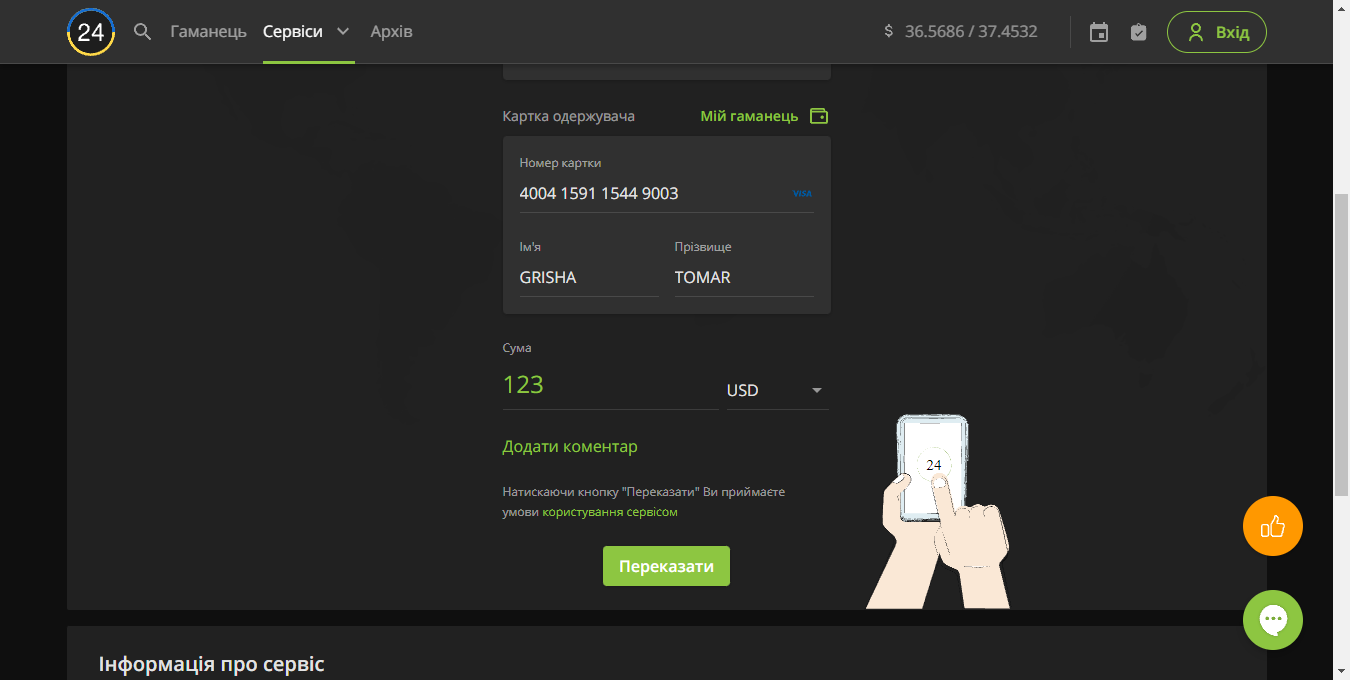 24 Гаманець Сервіси Архів $ 36.5686 / 37.4532 Вхід
Картка одержувача Мій гаманець
Номер картки
4004 1591 1544 9003 VISA
Ім'я Прізвище
GRISHA TOMAR
Сума
123 USD
Додати коментар
24
Натискаючи кнопку "Переказати" Ви приймаєте
умови користування сервісом
Переказати
Інформація про сервіс